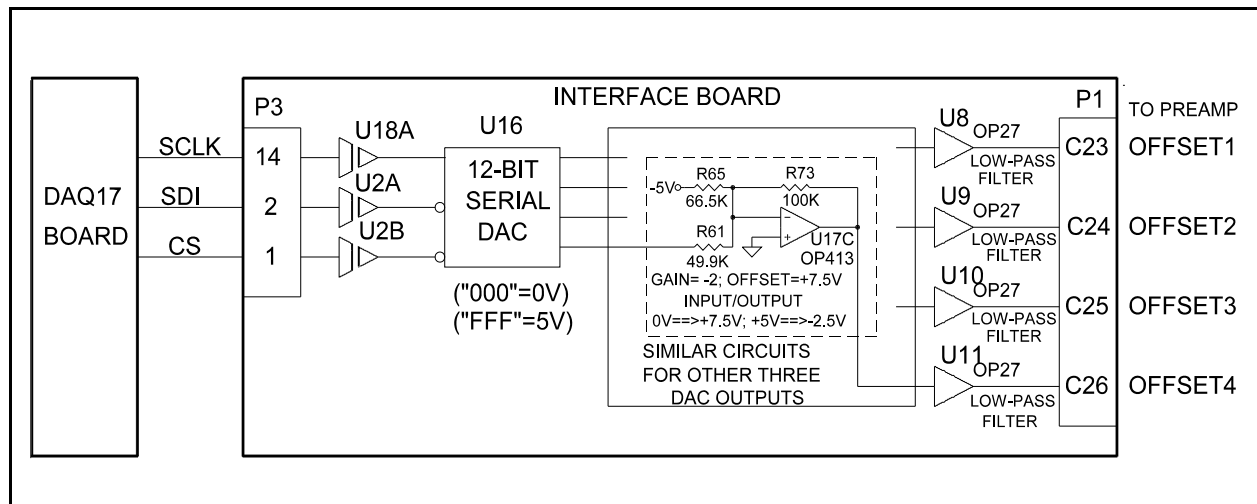 DAQ17
BOARD
SCLK
SDI
CS
P3
14
2
1
INTERFACE BOARD
U18A
U2A
U2B
U16
12-BIT
SERIAL
DAC
("000"=0V)
("FFF"=5V)
-5V
R65
66.5K
R73
100K
R61
49.9K
U17C
OP413
GAIN= -2; OFFSET=+7.5V
INPUT/OUTPUT
0V==>+7.5V; +5V==>-2.5V
SIMILAR CIRCUITS
FOR OTHER THREE
DAC OUTPUTS
U8
OP27
LOW-PASS
FILTER
U9
OP27
LOW-PASS
FILTER
U10
OP27
LOW-PASS
FILTER
U11
OP27
LOW-PASS
FILTER
P1
C23
C24
C25
C26
TO PREAMP
OFFSET1
OFFSET2
OFFSET3
OFFSET4